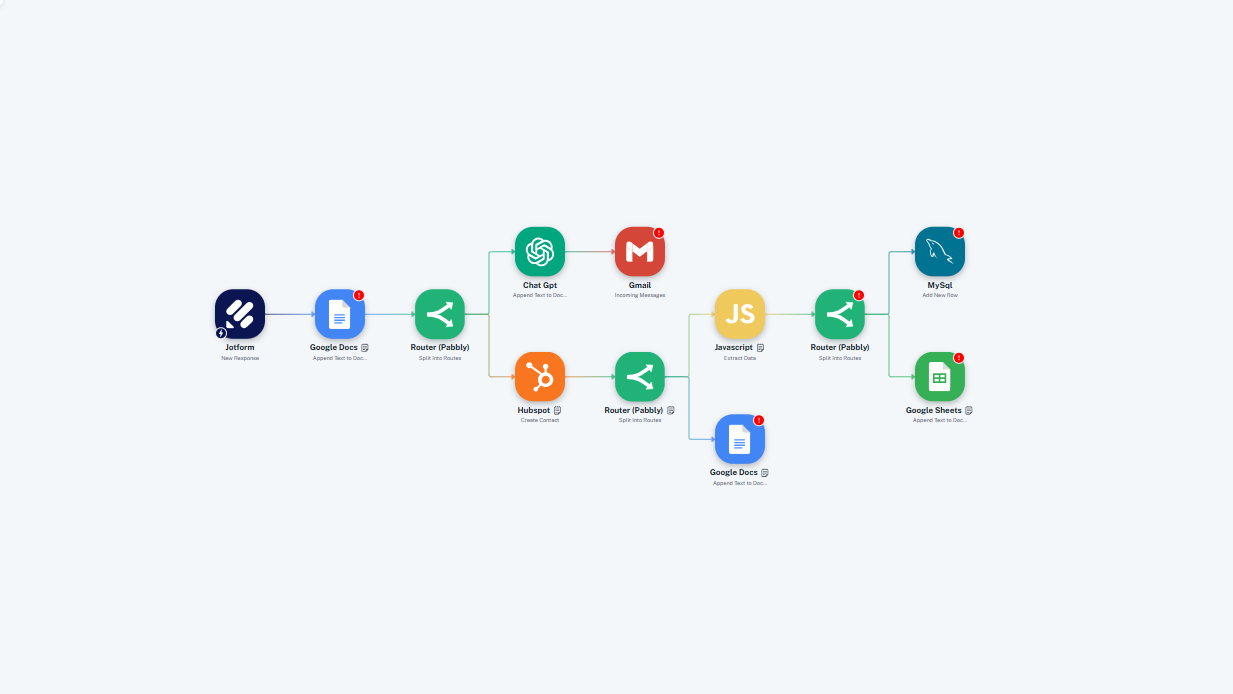 Chat Gpt
Append Text to Doc...
Gmail
Incoming Messages
MySql
Add New Row
Jotform
New Response
Google Docs
Append Text to Doc...
Router (Pabbly)
Split Into Routes
JS
Javascript
Extract Data
Router (Pabbly)
Split Into Routes
Hubspot
Create Contact
Router (Pabbly)
Split Into Routes
Google Sheets
Append Text to Doc...
Google Docs
Append Text to Doc...